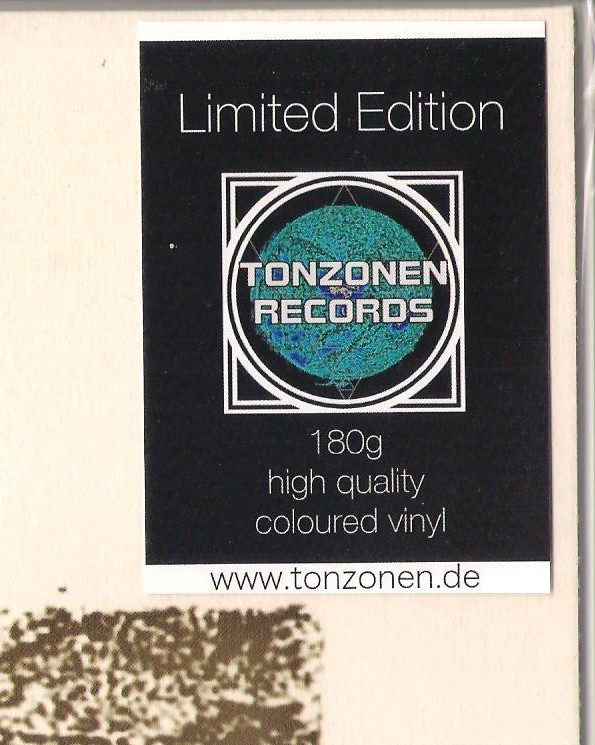 Limited Edition
TONZONEN
RECORDS
180g
high quality
coloured vinyl
www.tonzonen.de